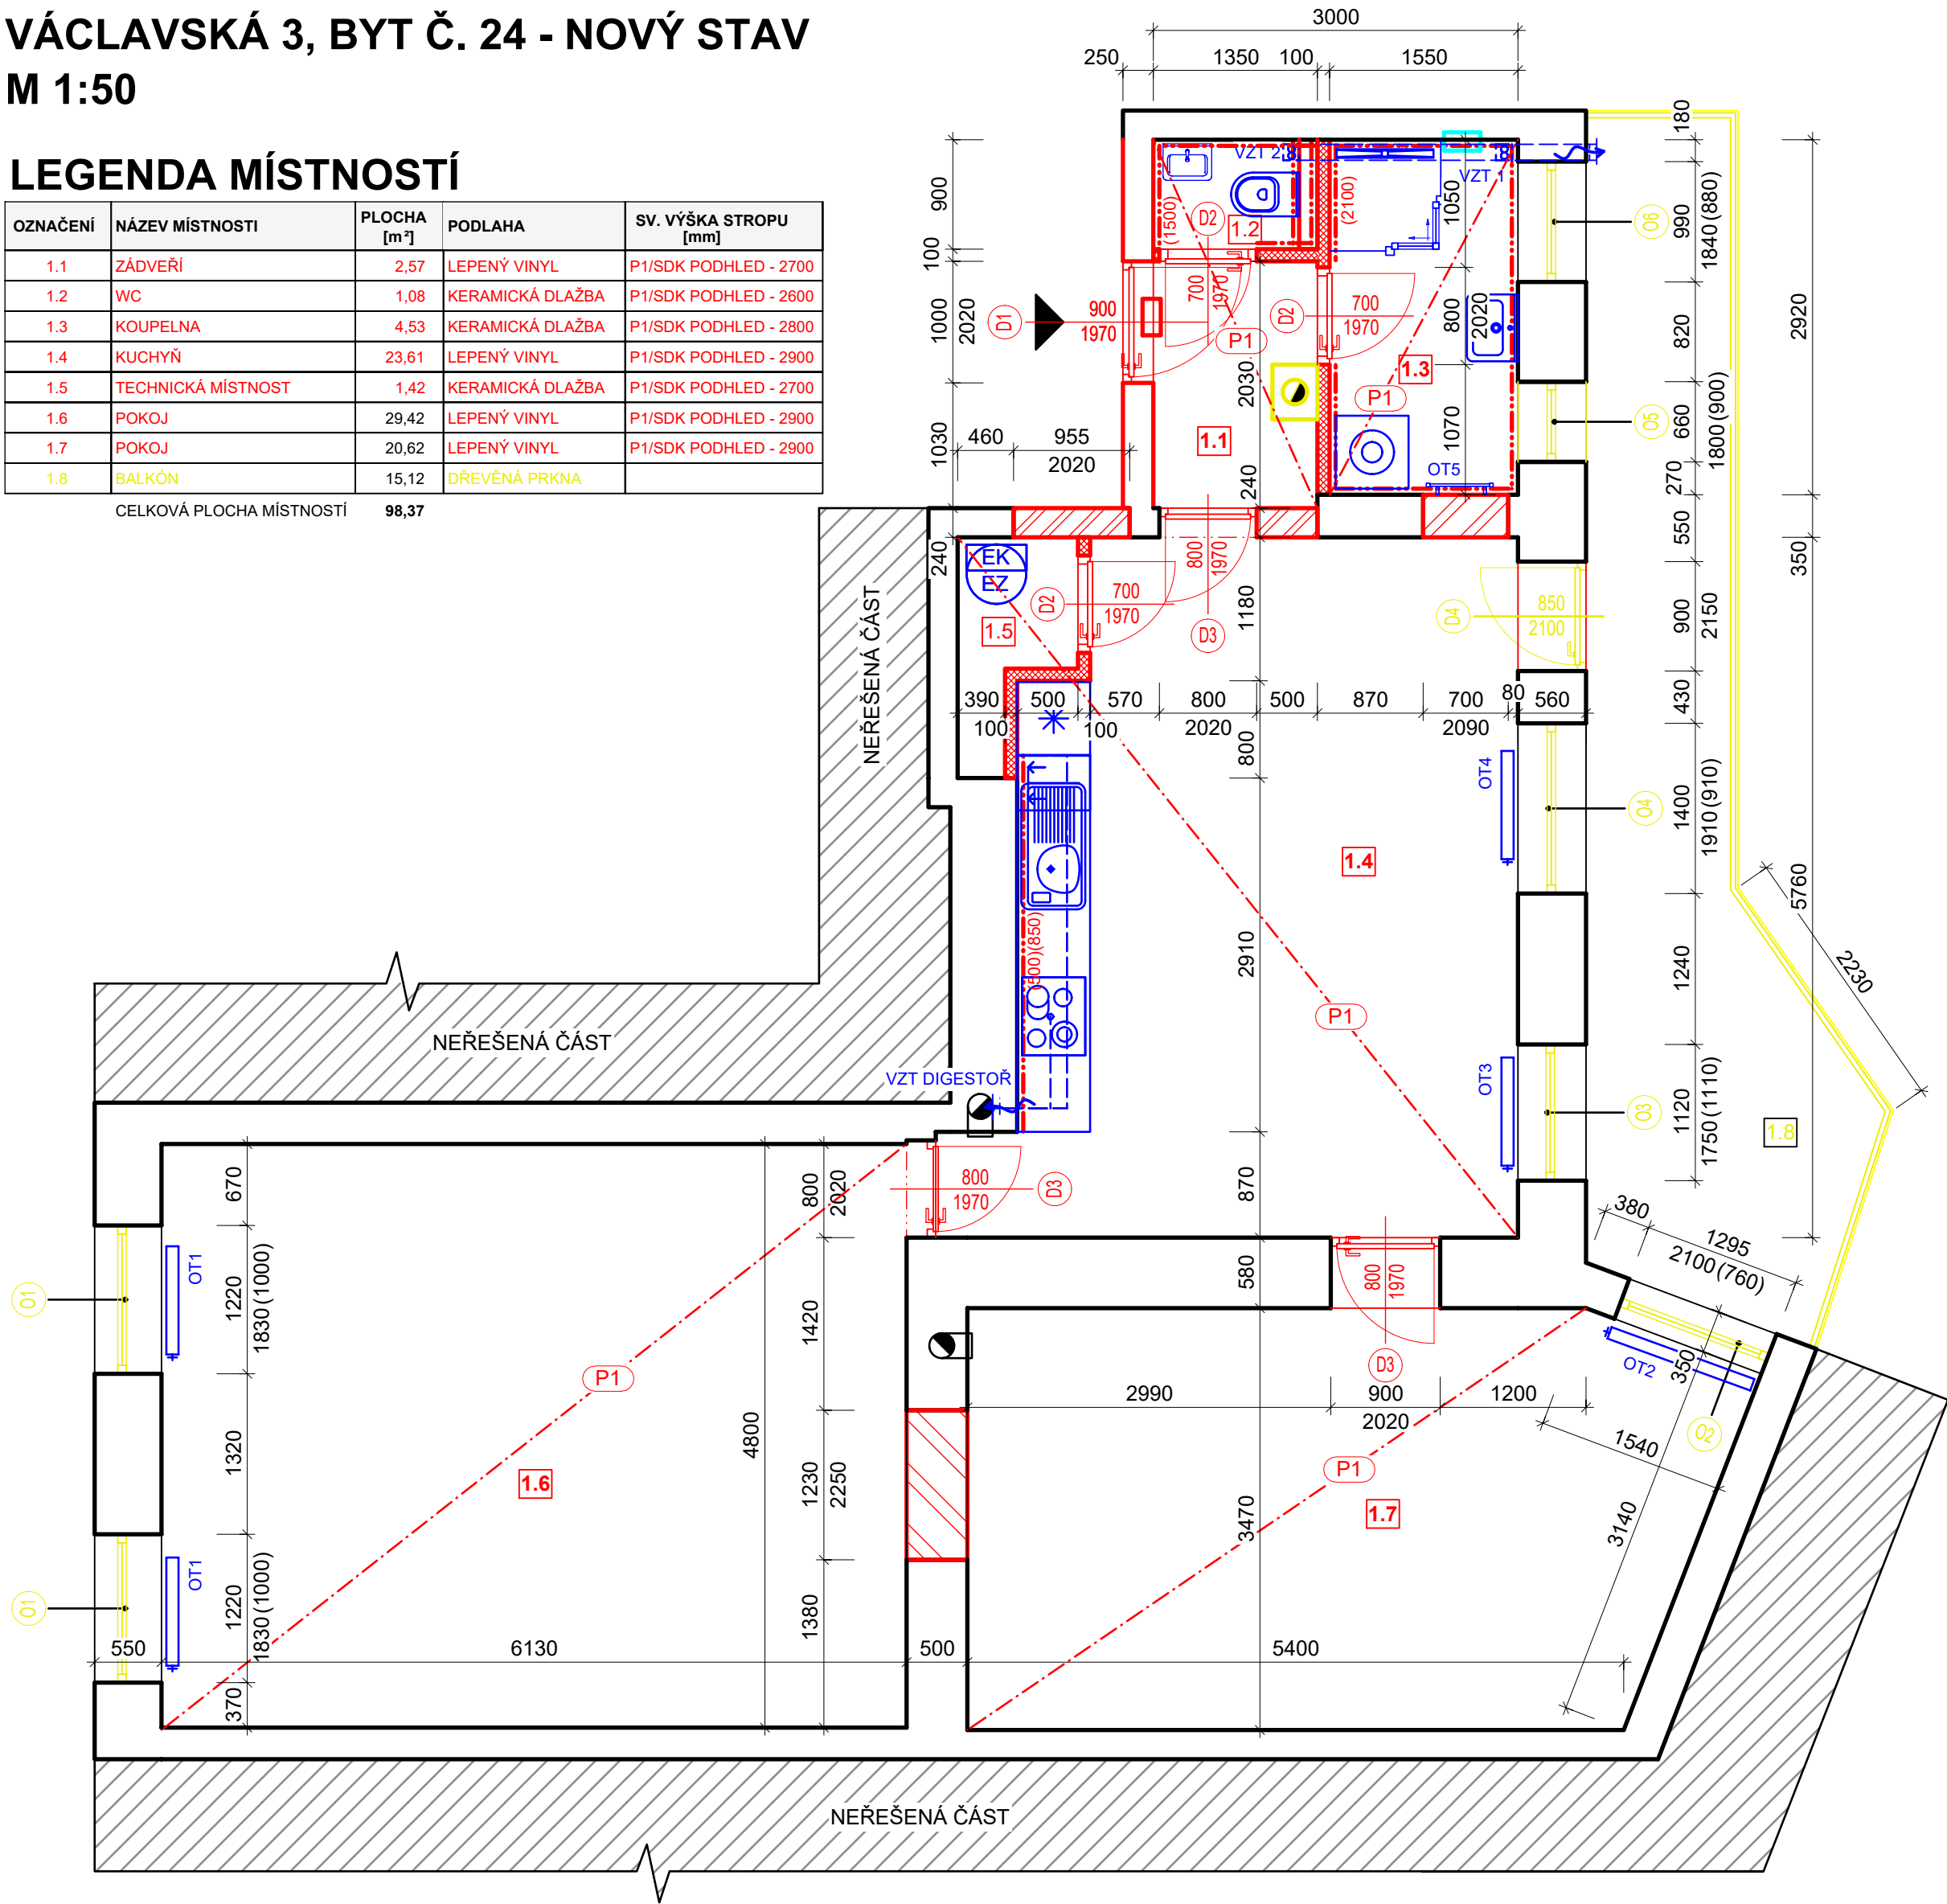 VÁCLAVSKÁ 3, BYT Č. 24 - NOVÝ STAV
M 1:50
LEGENDA MÍSTNOSTÍ
OZNAČENÍ NÁZEV MÍSTNOSTI PLOCHA [m²] PODLAHA SV. VÝŠKA STROPU [mm]
1.1 ZÁDVEŘÍ 2,57 LEPENÝ VINYL P1/SDK PODHLED - 2700
1.2 WC 1,08 KERAMICKÁ DLAŽBA P1/SDK PODHLED - 2600
1.3 KOUPELNA 4,53 KERAMICKÁ DLAŽBA P1/SDK PODHLED - 2800
1.4 KUCHYŇ 23,61 LEPENÝ VINYL P1/SDK PODHLED - 2900
1.5 TECHNICKÁ MÍSTNOST 1,42 KERAMICKÁ DLAŽBA P1/SDK PODHLED - 2700
1.6 POKOJ 29,42 LEPENÝ VINYL P1/SDK PODHLED - 2900
1.7 POKOJ 20,62 LEPENÝ VINYL P1/SDK PODHLED - 2900
1.8 BALKÓN 15,12 DŘEVĚNÁ PRKNA
CELKOVÁ PLOCHA MÍSTNOSTÍ 98,37
3000
250 1350 100 1550
180
900
100
1000
2020
1030
240
VZT 2
VZT 1
(1500)
(2100)
D2
1.2
1050
990
1840(880)
O6
2920
D1
900
1970
700
1970
D2
700
1970
800
2020
820
P1
2030
1.3
P1
1070
660
1800(900)
O5
460 955
2020
1.1
240
OT5
270
550
350
EK
EZ
1.5
D2
700
1970
800
1970
D3
1180
D4
850
2100
900
2150
NEŘEŠENÁ ČÁST
390 500 570 800 500 870 700 80 560
100 100 2020 2090
430
800
OT4
1400
1910(910)
O4
1.4
5760
(500)(850)
2910
1240
2230
P1
NEŘEŠENÁ ČÁST
VZT DIGESTOŘ
OT3
1120
1750(1110)
O3
1.8
800
1970
D3
870
670
800
2020
380
1295
2100(760)
580
800
1970
D3
O1
OT1
1220
1830(1000)
1420
P1
OT2
350
O2
2990 900 1200
2020
1540
1320
4800
1230
2250
P1
1.6
1.7
3470
3140
O1
OT1
1220
1830(1000)
1380
550 6130 500 5400
370
NEŘEŠENÁ ČÁST